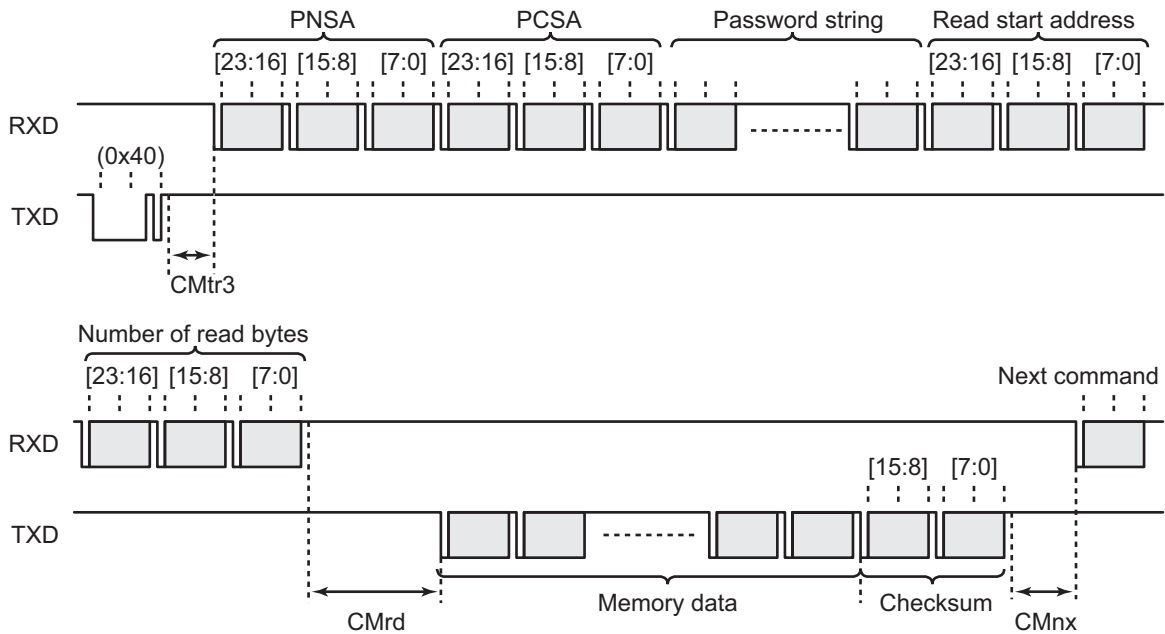 PNSA PCSA Password string Read start address
[23:16] [15:8] [7:0] [23:16] [15:8] [7:0] [23:16] [15:8] [7:0]
RXD
(0x40)
TXD
CMtr3
Number of read bytes
[23:16] [15:8] [7:0] Next command
RXD
[15:8] [7:0]
TXD
Memory data Checksum
CMrd CMnx